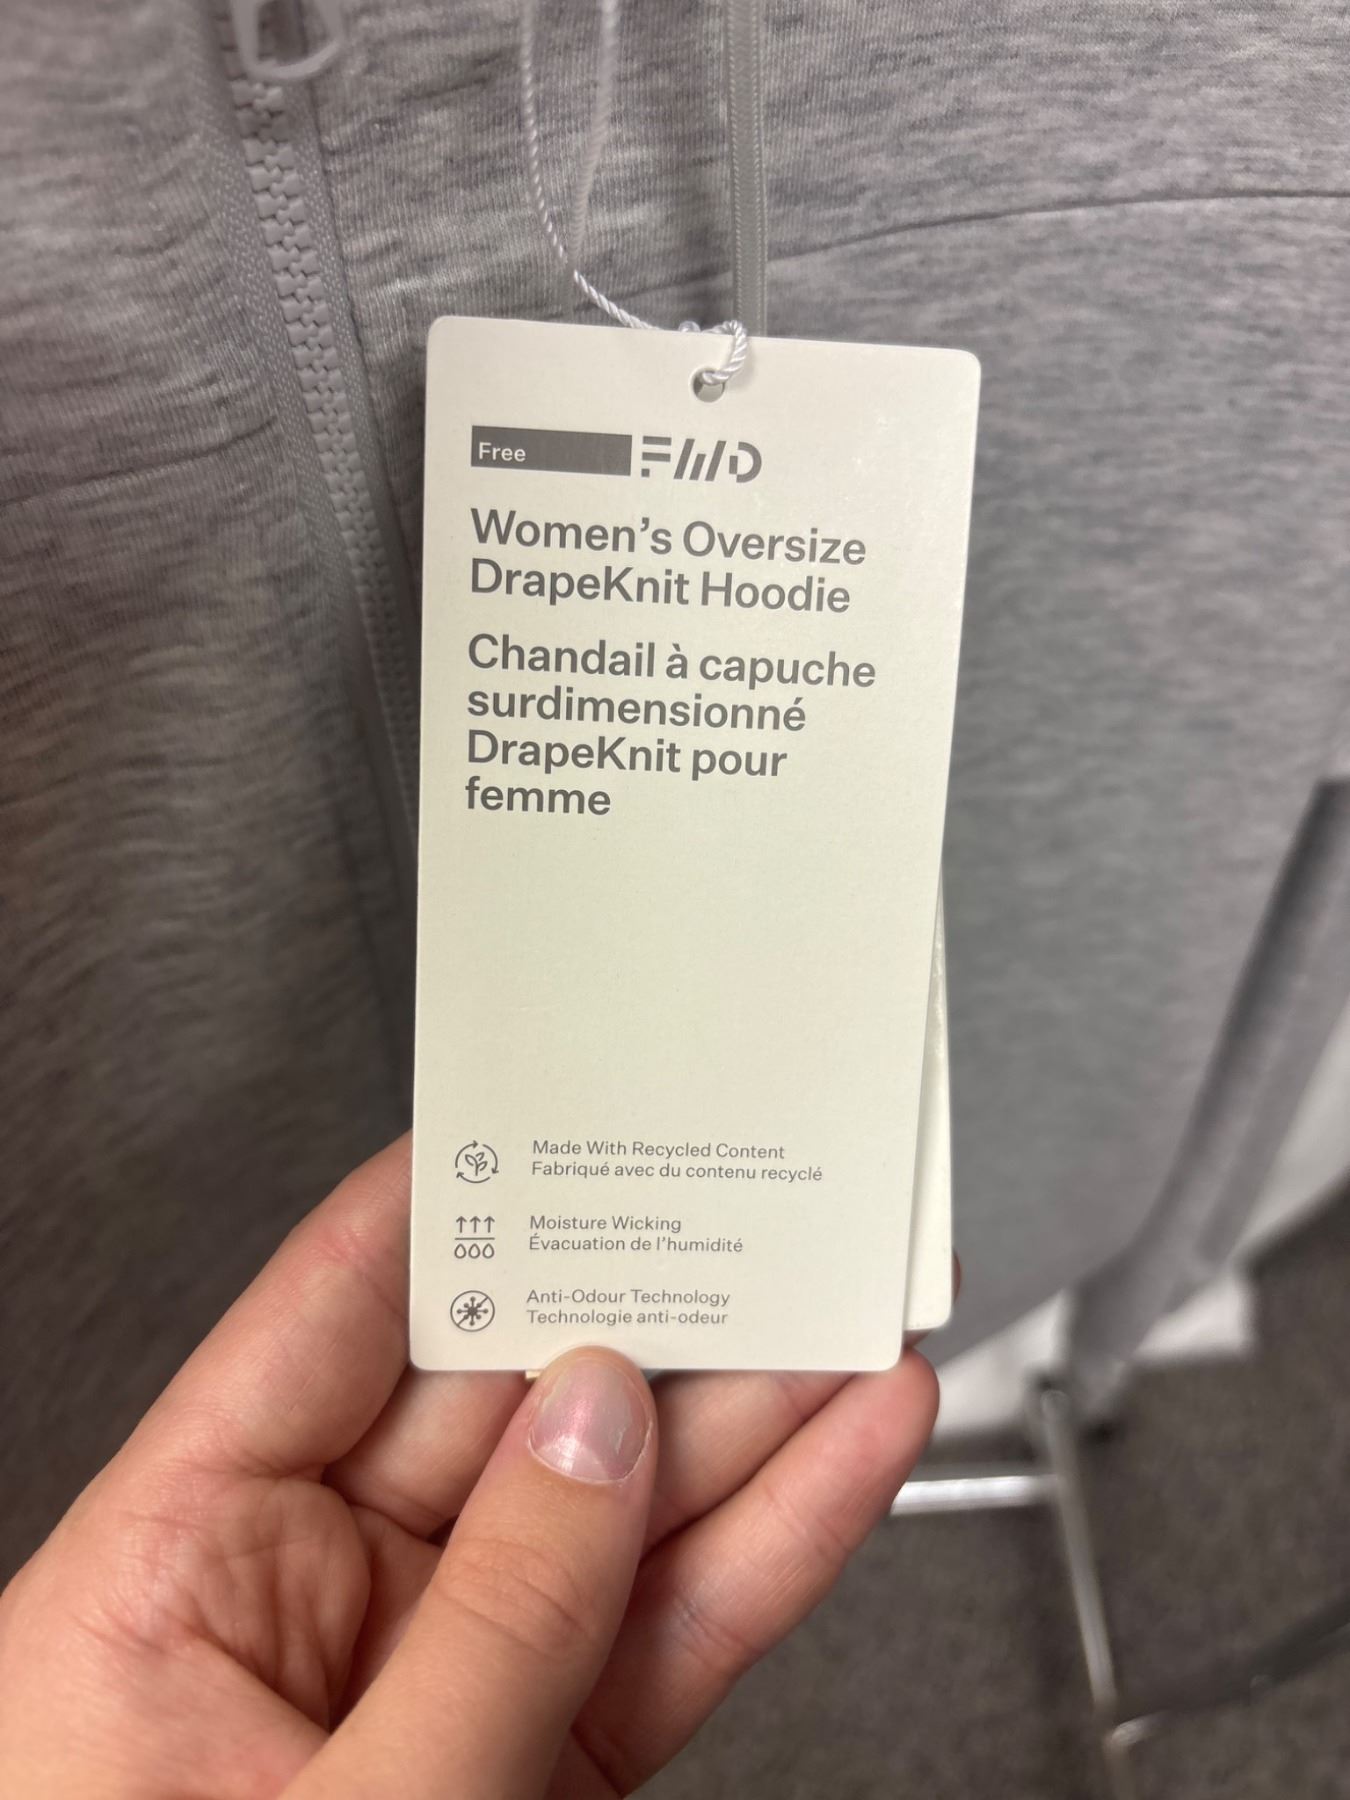 Free FWD
Women's Oversize
DrapeKnit Hoodie
Chandail à capuche
surdimensionné
DrapeKnit pour
femme
Made With Recycled Content
Fabriqué avec du contenu recyclé
Moisture Wicking
Évacuation de l'humidité
Anti-Odour Technology
Technologie anti-odeur